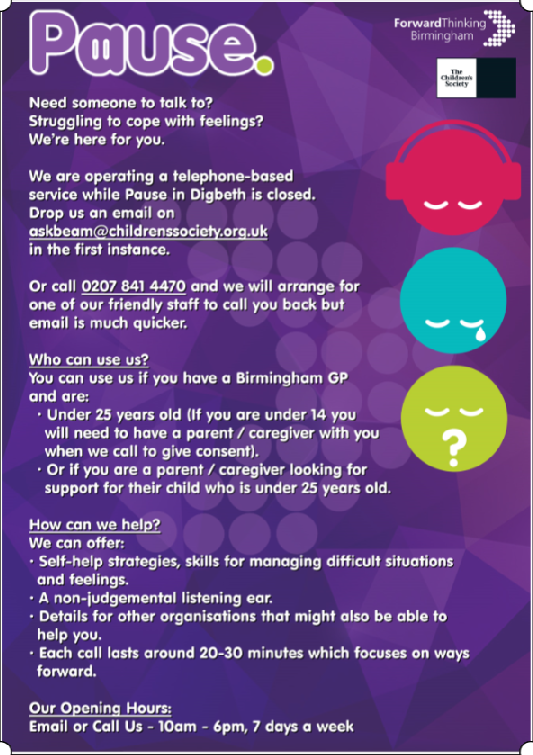 Pause.
ForwardThinking
Birmingham
The
Children's
Society
Need someone to talk to?
Struggling to cope with feelings?
We're here for you.
We are operating a telephone-based
service while Pause in Digbeth is closed.
Drop us an email on
askbeam@childrenssociety.org.uk
in the first instance.
Or call 0207 841 4470 and we will arrange for
one of our friendly staff to call you back but
email is much quicker.
Who can use us?
You can use us if you have a Birmingham GP
and are:
· Under 25 years old (If you are under 14 you
will need to have a parent / caregiver with you
when we call to give consent).
· Or if you are a parent / caregiver looking for
support for their child who is under 25 years old.
?
How can we help?
We can offer:
· Self-help strategies, skills for managing difficult situations
and feelings.
· A non-judgemental listening ear.
· Details for other organisations that might also be able to
help you.
· Each call lasts around 20-30 minutes which focuses on ways
forward.
Our Opening Hours:
Email or Call Us - 10am - 6pm, 7 days a week